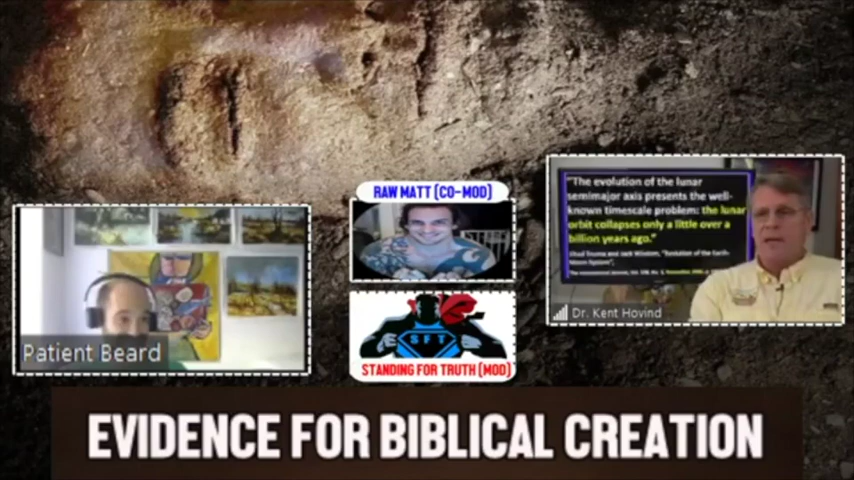 RAW MATT (CO-MOD)
"The evolution of the lunar
semimajor axis presents the well-
known timescale problem: the lunar
orbit collapses only a little over a
billion years ago."
Dr. Kent Hovind
Patient Beard
SFT
STANDING FOR TRUTH (MOD)
EVIDENCE FOR BIBLICAL CREATION